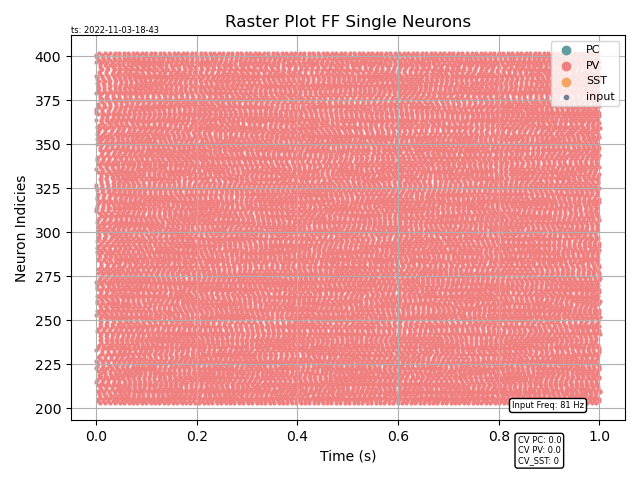 Raster Plot FF Single Neurons
ts: 2022-11-03-18-43
PC
PV
SST
input
400
375
350
325
300
275
250
225
200
Neuron Indicies
Input Freq: 81 Hz
0.0 0.2 0.4 0.6 0.8 1.0
Time (s)
CV PC: 0.0
CV PV: 0.0
CV_SST: 0